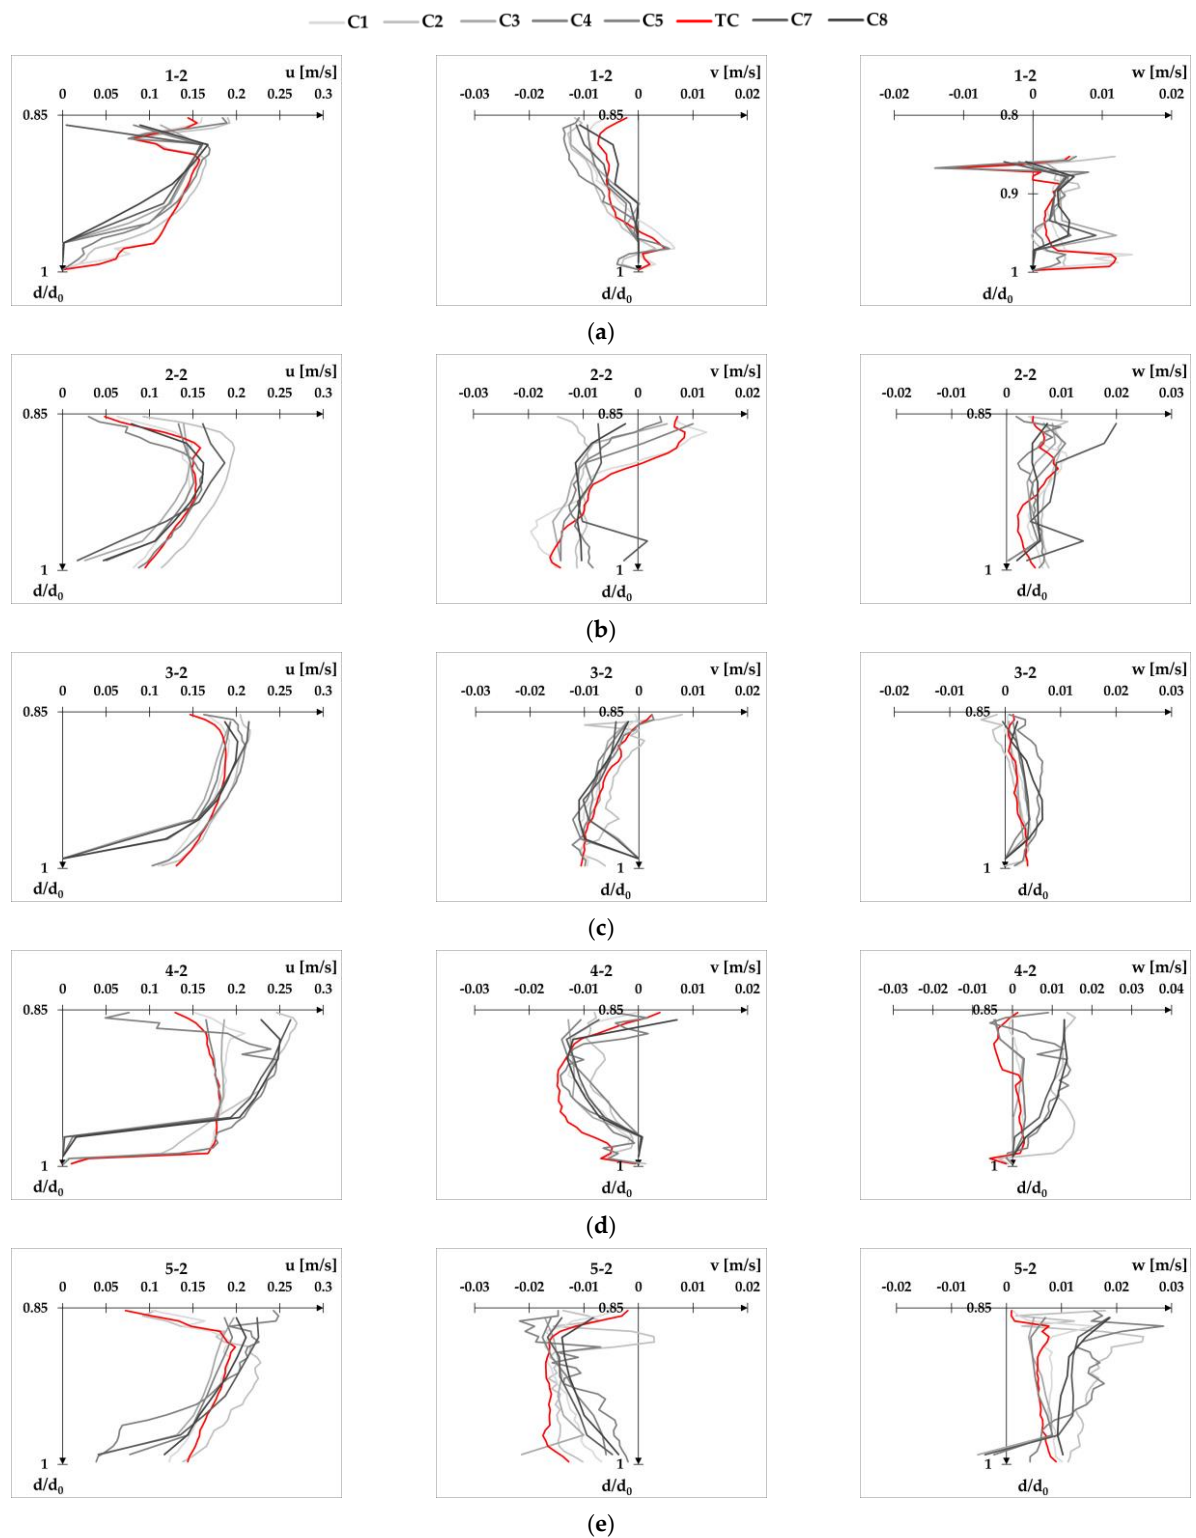 C1 C2 C3 C4 C5 TC C7 C8
u [m/s] v [m/s] w [m/s]
1-2 1-2 1-2
0 0.05 0.1 0.15 0.2 0.25 0.3 -0.03 -0.02 -0.01 0 0.01 0.02 -0.02 -0.01 0 0.01 0.02
0.85 0.85 0.8
0.9
1 1 1
d/d0 d/d0 d/d0
(a)
u [m/s] v [m/s] w [m/s]
2-2 2-2 2-2
0 0.05 0.1 0.15 0.2 0.25 0.3 -0.03 -0.02 -0.01 0 0.01 0.02 -0.02 -0.01 0 0.01 0.02 0.03
0.85 0.85 0.85
1 1 1
d/d0 d/d0 d/d0
(b)
u [m/s] v [m/s] w [m/s]
3-2 3-2 3-2
0 0.05 0.1 0.15 0.2 0.25 0.3 -0.03 -0.02 -0.01 0 0.01 0.02 -0.02 -0.01 0 0.01 0.02 0.03
0.85 0.85 0.85
1 1 1
d/d0 d/d0 d/d0
(c)
u [m/s] v [m/s] w [m/s]
4-2 4-2 4-2
0 0.05 0.1 0.15 0.2 0.25 0.3 -0.03 -0.02 -0.01 0 0.01 0.02 -0.03 -0.02 -0.01 0 0.01 0.02 0.03 0.04
0.85 0.85 0.85
1 1 1
d/d0 d/d0 d/d0
(d)
u [m/s] v [m/s] w [m/s]
5-2 5-2 5-2
0 0.05 0.1 0.15 0.2 0.25 0.3 -0.03 -0.02 -0.01 0 0.01 0.02 -0.02 -0.01 0 0.01 0.02 0.03
0.85 0.85 0.85
1 1 1
d/d0 d/d0 d/d0
(e)